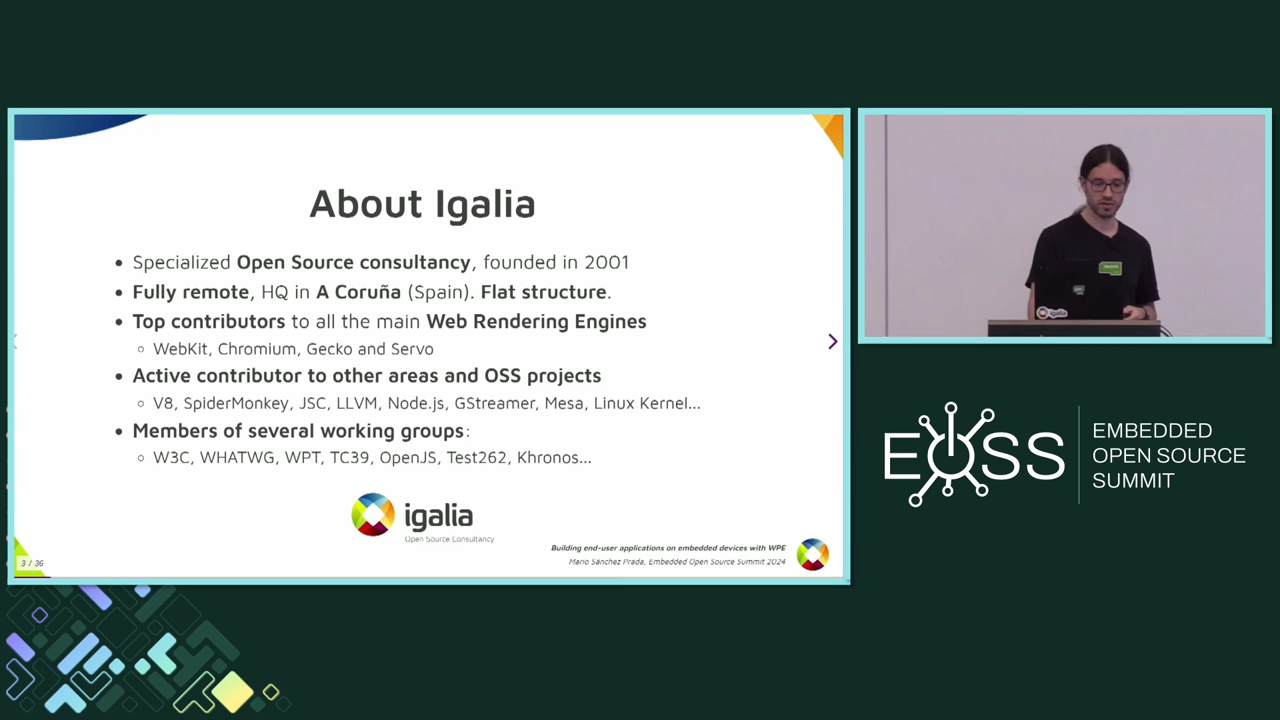 About Igalia
• Specialized Open Source consultancy, founded in 2001
• Fully remote, HQ in A Coruña (Spain). Flat structure.
• Top contributors to all the main Web Rendering Engines
◦ WebKit, Chromium, Gecko and Servo
• Active contributor to other areas and OSS projects
◦ V8, SpiderMonkey, JSC, LLVM, Node.js, GStreamer, Mesa, Linux Kernel...
• Members of several working groups:
◦ W3C, WHATWG, WPT, TC39, OpenJS, Test262, Khronos...
igalia
Open Source Consultancy
Building end-user applications on embedded devices with WPE
Mario Sánchez Prada, Embedded Open Source Summit 2024
3 / 36
igalia
EOSS
EMBEDDED
OPEN SOURCE
SUMMIT